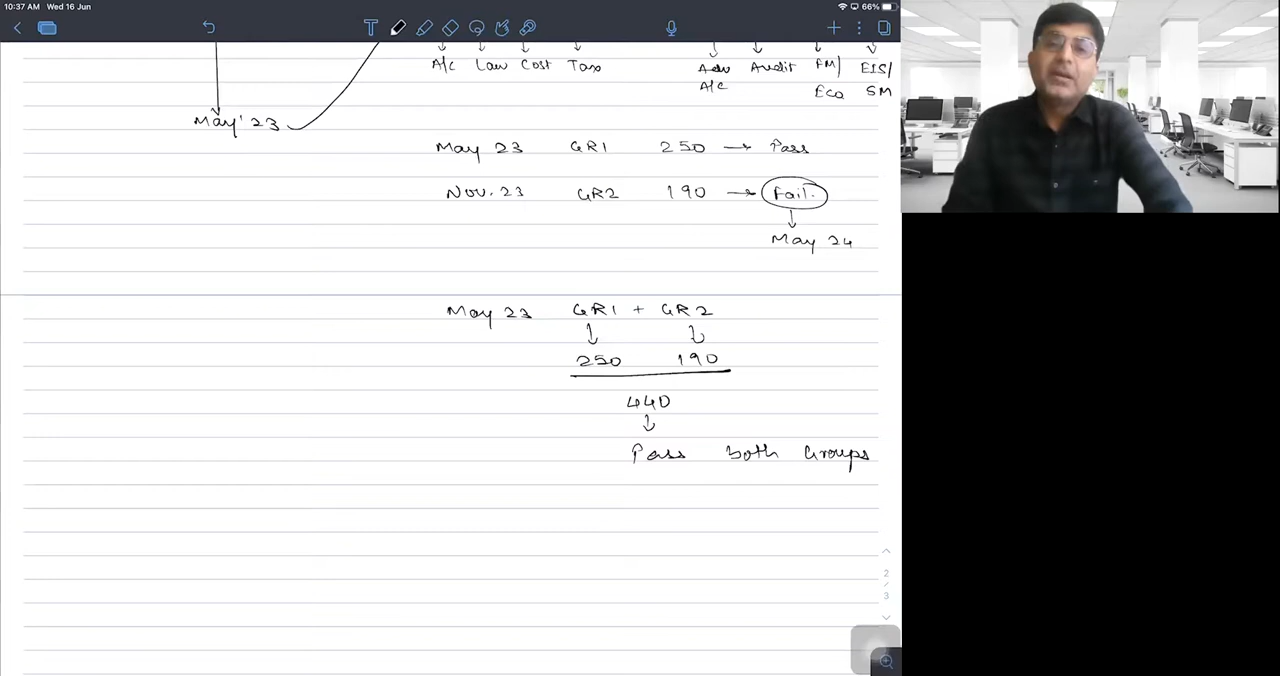 10:37 AM Wed 16 Jun
66%
T
A/c Law Cost Tax Adv Audit FM/ EIS/
A/c Eco SM
May' 23
May 23 GR1 250 → Pass
Nov. 23 GR2 190 → Fail.
May 24
May 23 GR1 + GR2
250 190
440
Pass Both Groups
2
/
3